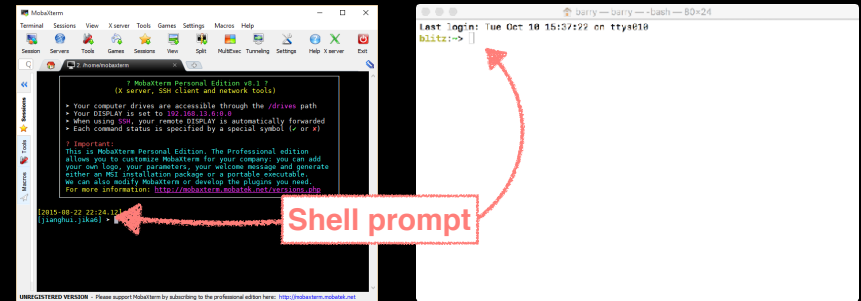 MobaXterm
Terminal Sessions View X server Tools Games Settings Macros Help
Session Servers Tools Games Sessions View Split MultiExec Tunneling Settings Help X server Exit
2. /home/mobaxterm
Sessions
Tools
Macros
? MobaXterm Personal Edition v8.1 ?
(X server, SSH client and network tools)
➤ Your computer drives are accessible through the /drives path
➤ Your DISPLAY is set to 192.168.13.6:0.0
➤ When using SSH, your remote DISPLAY is automatically forwarded
➤ Each command status is specified by a special symbol (✓ or ✗)
? Important:
This is MobaXterm Personal Edition. The Professional edition
allows you to customize MobaXterm for your company: you can add
your own logo, your parameters, your welcome message and generate
either an MSI installation package or a portable executable.
We can also modify MobaXterm or develop the plugins you need.
For more information: http://mobaxterm.mobatek.net/versions.php
[2015-08-22 22:24.12]
[jianghui.jika6] ➤
UNREGISTERED VERSION - Please support MobaXterm by subscribing to the professional edition here: http://mobaxterm.mobatek.net
Shell prompt
barry — barry — -bash — 80×24
Last login: Tue Oct 10 15:37:22 on ttys010
blitz:~>